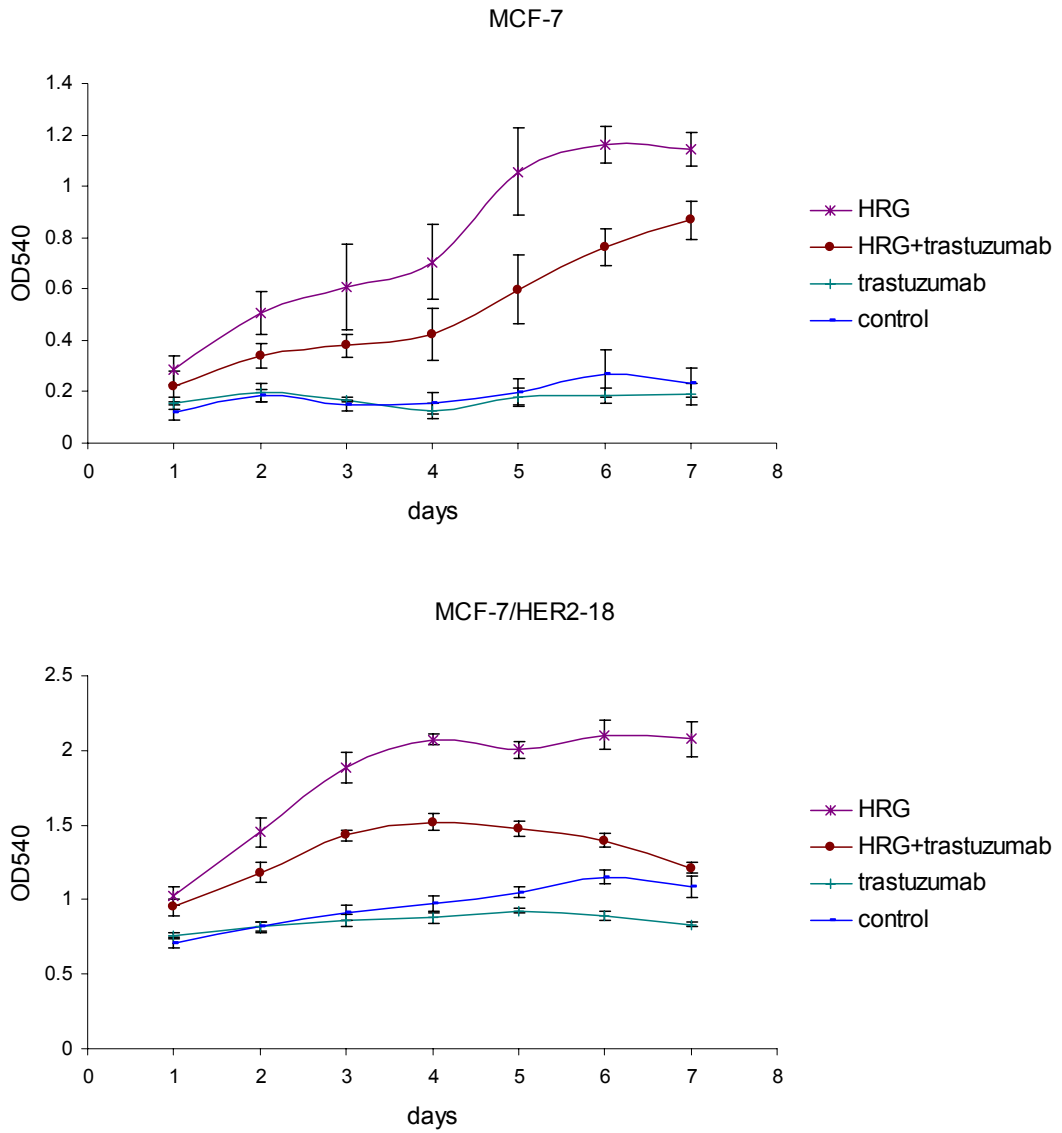 MCF-7
1.4
1.2
1
0.8
0.6
0.4
0.2
0
OD540
0 1 2 3 4 5 6 7 8
days
HRG
HRG+trastuzumab
trastuzumab
control
MCF-7/HER2-18
2.5
2
1.5
1
0.5
0
OD540
0 1 2 3 4 5 6 7 8
days
HRG
HRG+trastuzumab
trastuzumab
control